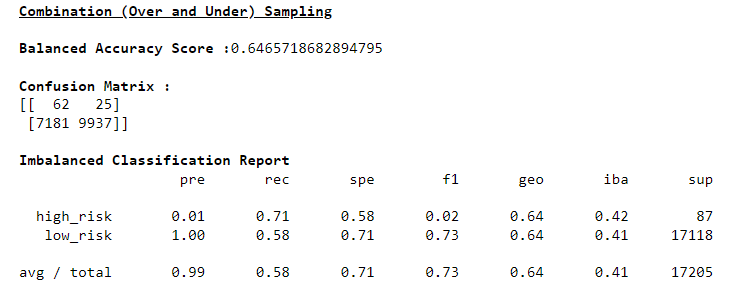 Combination (Over and Under) Sampling
Balanced Accuracy Score :0.6465718682894795
Confusion Matrix :
[[  62   25]
 [7181 9937]]
Imbalanced Classification Report
                   pre       rec       spe        f1       geo       iba       sup
  high_risk       0.01      0.71      0.58      0.02      0.64      0.42        87
   low_risk       1.00      0.58      0.71      0.73      0.64      0.41     17118
avg / total       0.99      0.58      0.71      0.73      0.64      0.41     17205